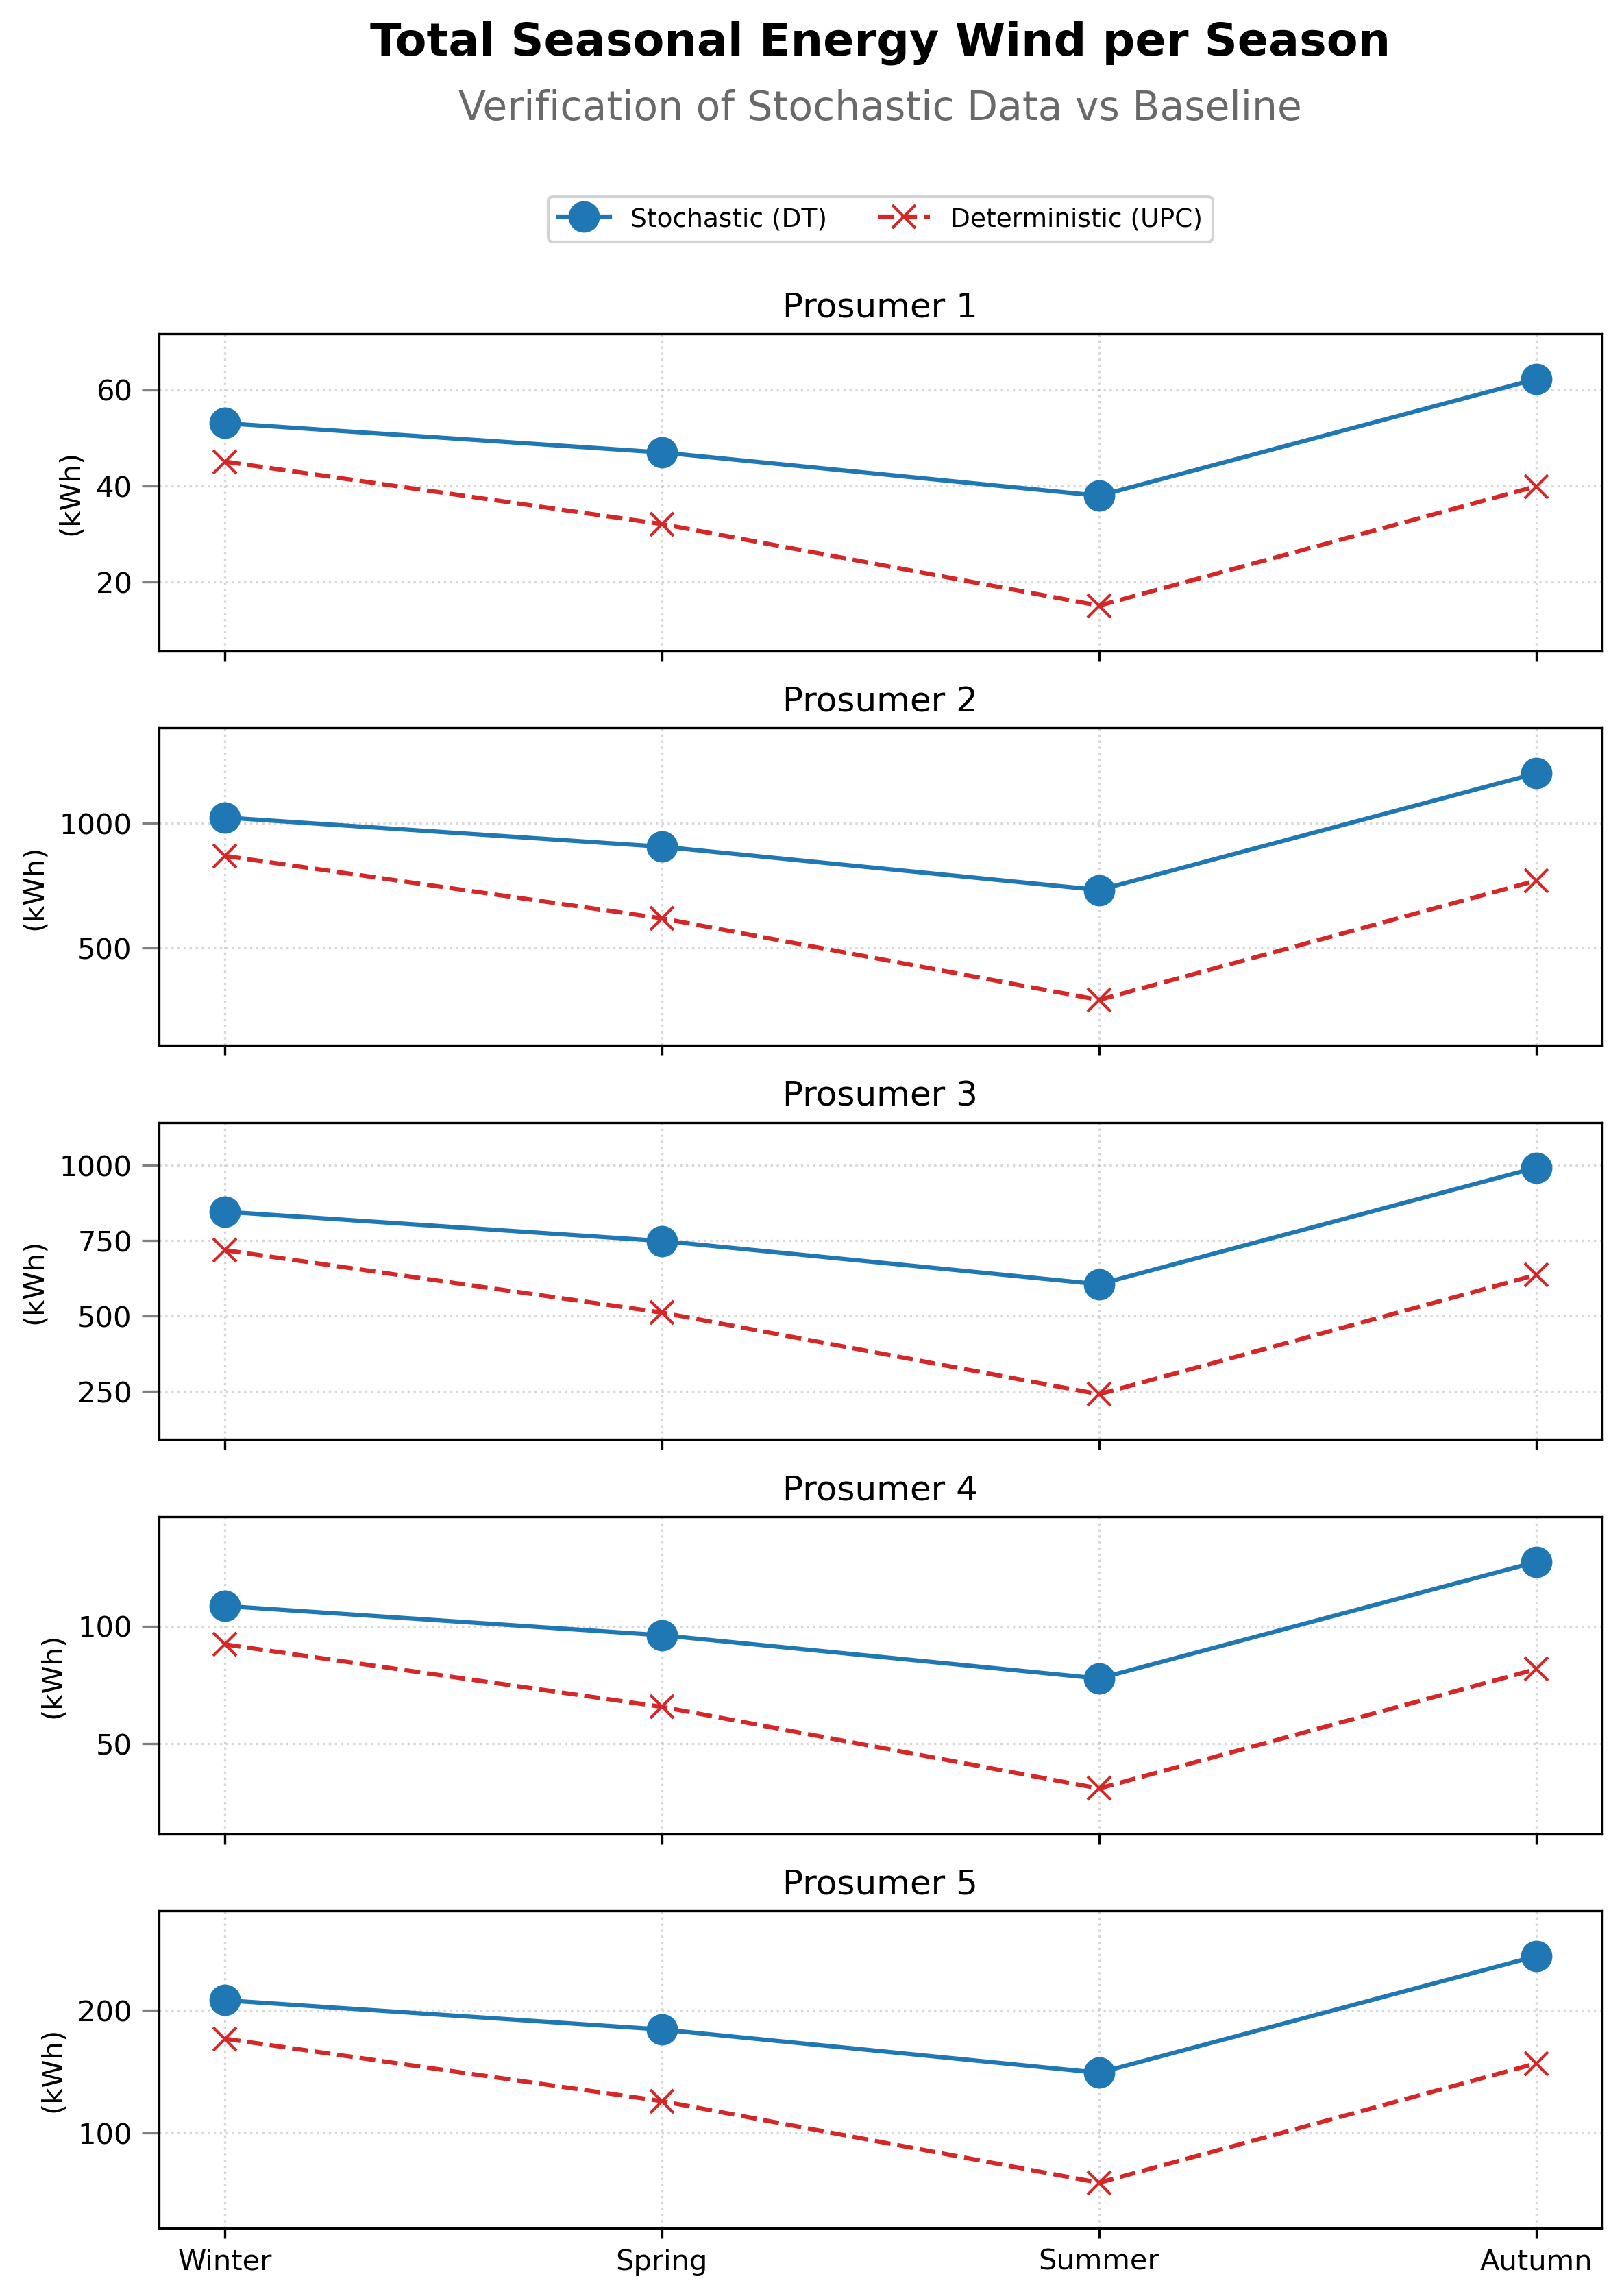 Total Seasonal Energy Wind per Season
Verification of Stochastic Data vs Baseline
Stochastic (DT) Deterministic (UPC)
Prosumer 1
60
40
20
(kWh)
Prosumer 2
1000
500
(kWh)
Prosumer 3
1000
750
500
250
(kWh)
Prosumer 4
100
50
(kWh)
Prosumer 5
200
100
(kWh)
Winter Spring Summer Autumn